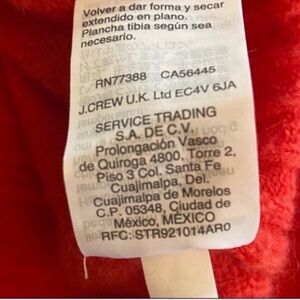 Volver a dar forma y secar
extendido en plano.
Plancha tibia según sea
necesario.
RN77388 CA56445
J.CREW U.K. Ltd EC4V 6JA
SERVICE TRADING
S.A. DE C.V.
Prolongación Vasco
de Quiroga 4800, Torre 2,
Piso 3 Col. Santa Fe
Cuajimalpa, Del.
Cuajimalpa de Morelos
C.P. 05348, Ciudad de
México, MÉXICO
RFC: STR921014AR0